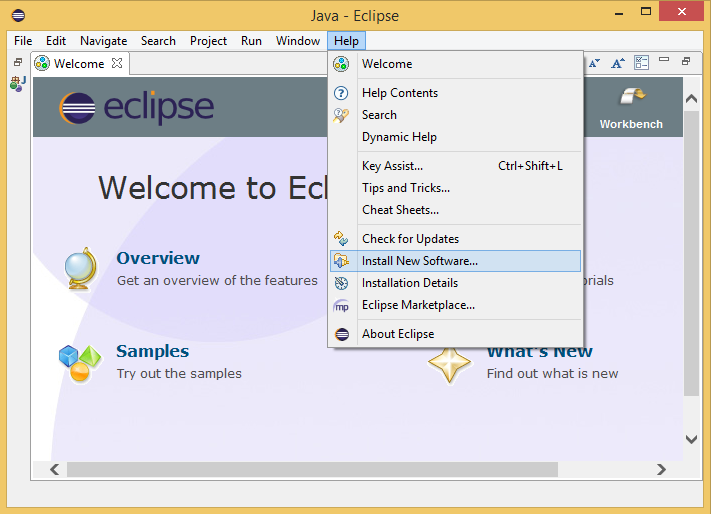 Java - Eclipse
File Edit Navigate Search Project Run Window Help
Welcome
eclipse
Workbench
Welcome to Ecl
Overview
Get an overview of the features
orials
Samples
Try out the samples
What's New
Find out what is new
Welcome
Help Contents
Search
Dynamic Help
Key Assist... Ctrl+Shift+L
Tips and Tricks...
Cheat Sheets...
Check for Updates
Install New Software...
Installation Details
mp Eclipse Marketplace...
About Eclipse